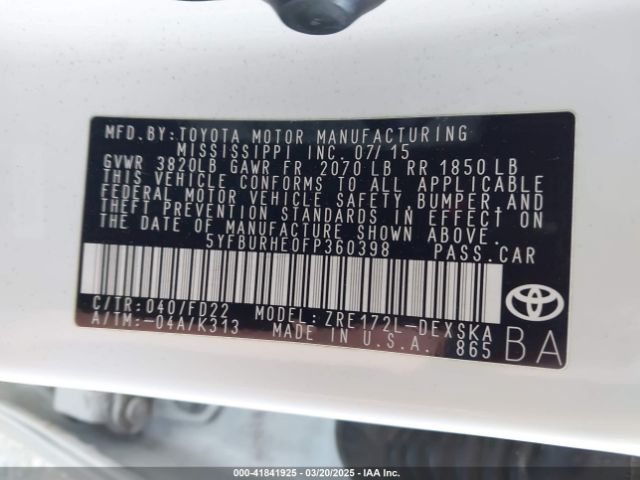 MFD.BY:TOYOTA MOTOR MANUFACTURING
MISSISSIPPI INC. 07/15
GVWR 3820LB GAWR FR 2070 LB RR 1850 LB
THIS VEHICLE CONFORMS TO ALL APPLICABLE
FEDERAL MOTOR VEHICLE SAFETY,BUMPER,AND
THEFT PREVENTION STANDARDS IN EFFECT ON
THE DATE OF MANUFACTURE SHOWN ABOVE.
5YFBURHE0FP360398 PASS.CAR
C/TR:040/FD22 MODEL:ZRE172L-DEXSKA
A/TM:-04A/K313 MADE IN U.S.A. 865
BA
000-41841925 - 03/20/2025 - IAA Inc.